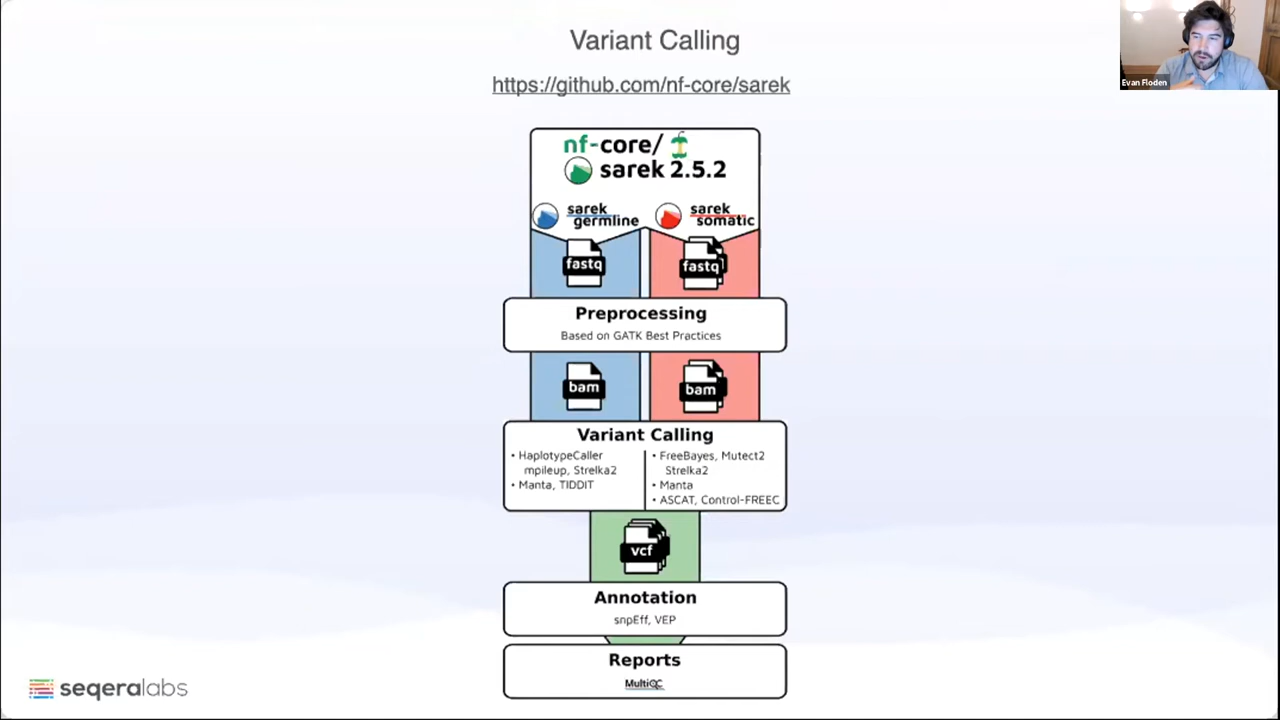 Variant Calling
https://github.com/nf-core/sarek
Evan Floden
nf-core/
sarek 2.5.2
sarek germline
sarek somatic
fastq
fastq
Preprocessing
Based on GATK Best Practices
bam
bam
Variant Calling
• HaplotypeCaller
mpileup, Strelka2
• Manta, TIDDIT
• FreeBayes, Mutect2
Strelka2
• Manta
• ASCAT, Control-FREEC
vcf
Annotation
snpEff, VEP
Reports
MultiQC
seqeralabs